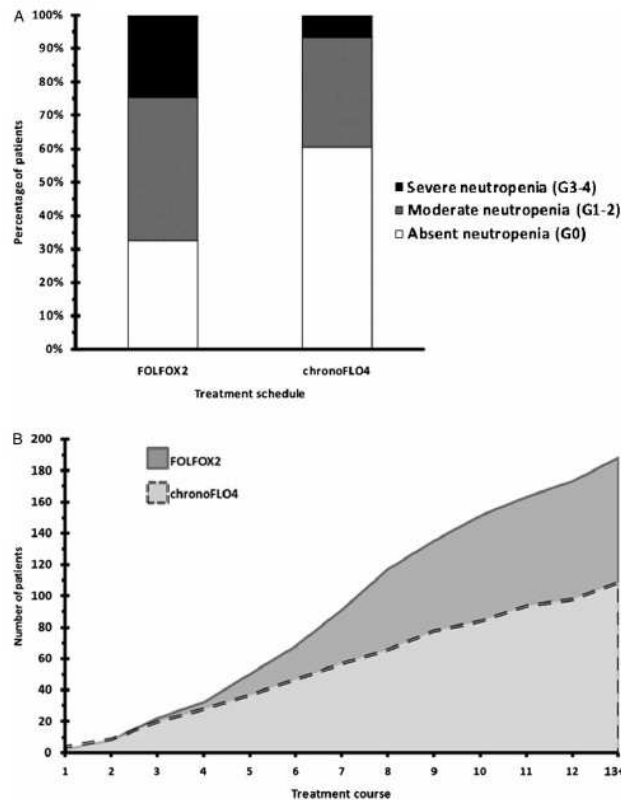 A
100%
90%
80%
70%
60%
50%
40%
30%
20%
10%
0%
Percentage of patients
FOLFOX2 chronoFLO4
Treatment schedule
Severe neutropenia (G3-4)
Moderate neutropenia (G1-2)
Absent neutropenia (G0)
B
200
180
160
140
120
100
80
60
40
20
0
Number of patients
FOLFOX2
chronoFLO4
1 2 3 4 5 6 7 8 9 10 11 12 13+
Treatment course